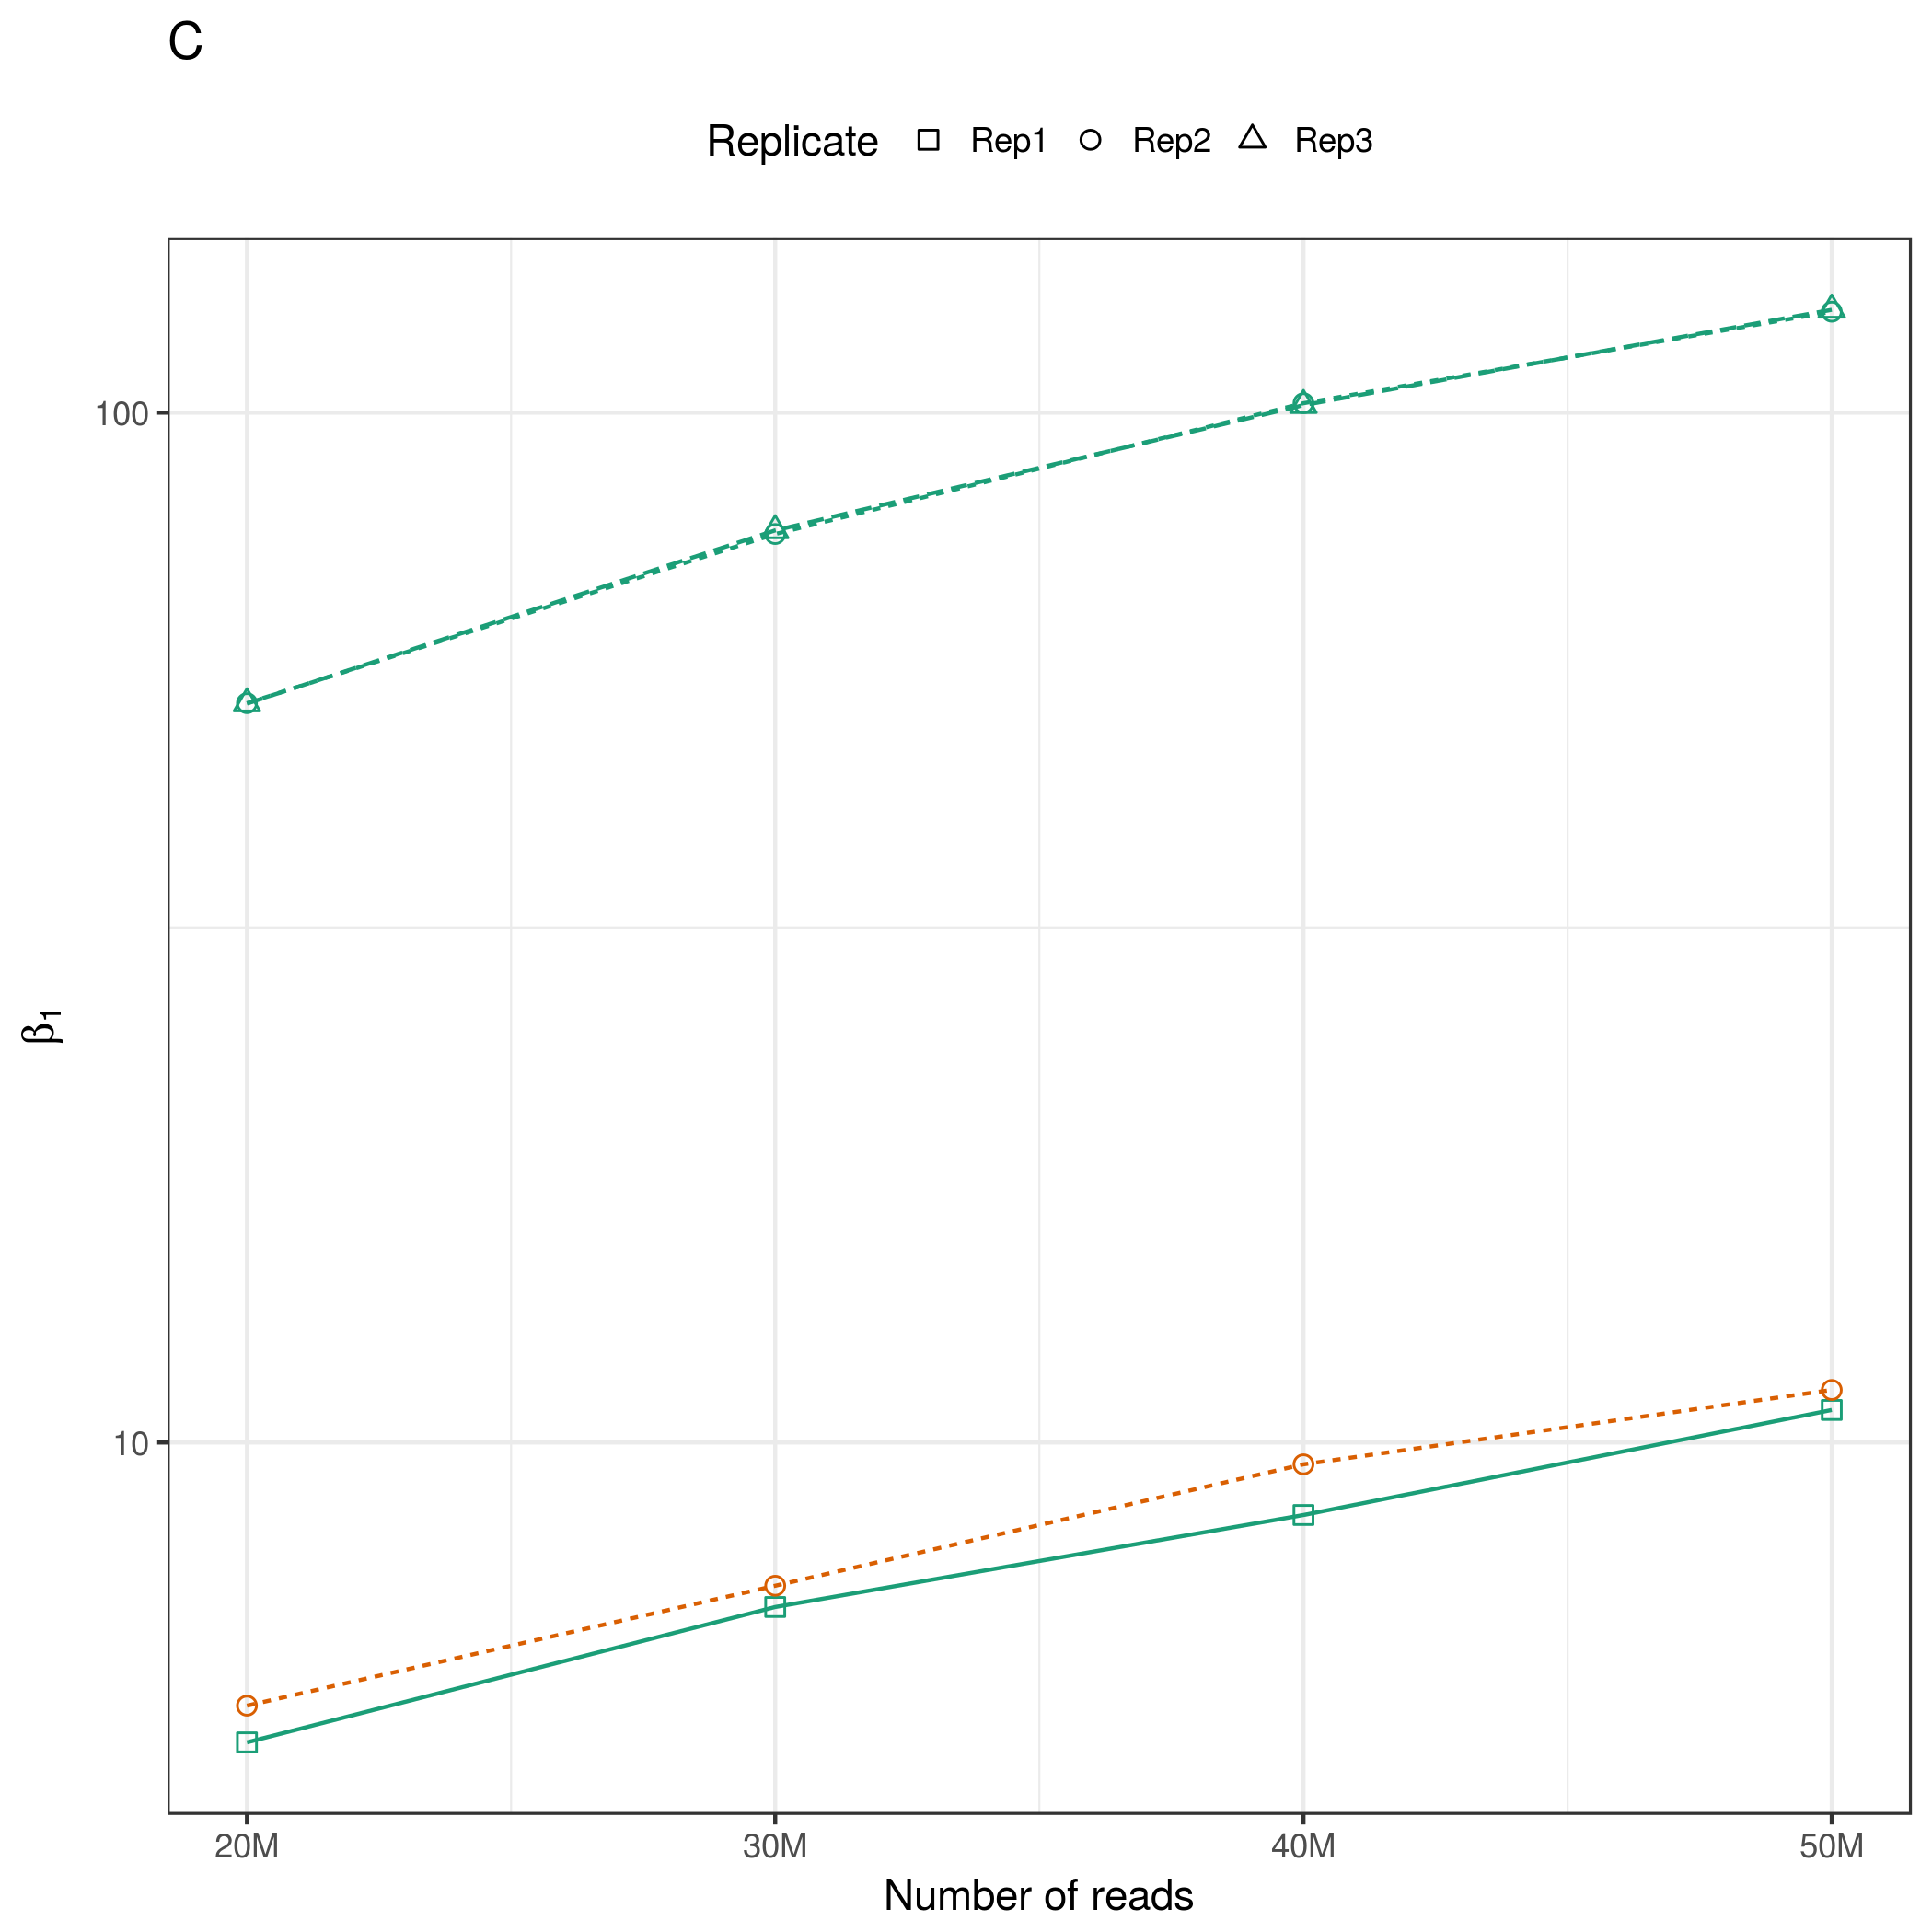 C
Replicate Rep1 Rep2 Rep3
100
β1
10
20M 30M 40M 50M
Number of reads